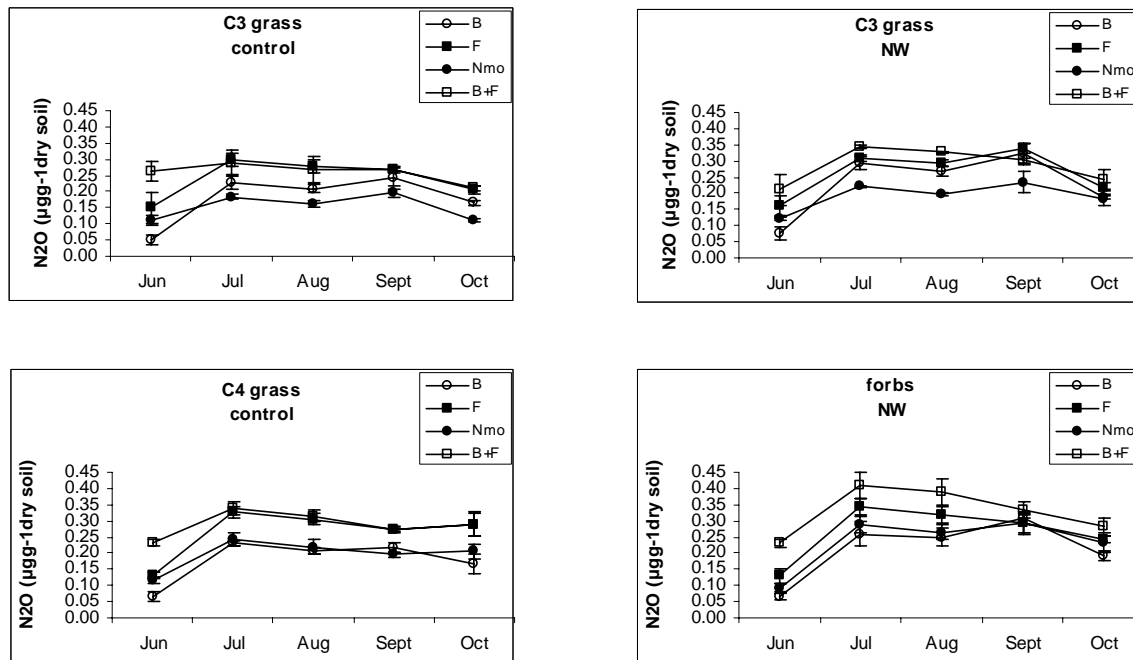 C3 grass
control
B
F
Nmo
B+F
N2O (µgg-1dry soil)
0.45
0.40
0.35
0.30
0.25
0.20
0.15
0.10
0.05
0.00
Jun Jul Aug Sept Oct
C3 grass
NW
B
F
Nmo
B+F
N2O (µgg-1dry soil)
0.45
0.40
0.35
0.30
0.25
0.20
0.15
0.10
0.05
0.00
Jun Jul Aug Sept Oct
C4 grass
control
B
F
Nmo
B+F
N2O (µgg-1dry soil)
0.45
0.40
0.35
0.30
0.25
0.20
0.15
0.10
0.05
0.00
Jun Jul Aug Sept Oct
forbs
NW
B
F
Nmo
B+F
N2O (µgg-1dry soil)
0.45
0.40
0.35
0.30
0.25
0.20
0.15
0.10
0.05
0.00
Jun Jul Aug Sept Oct